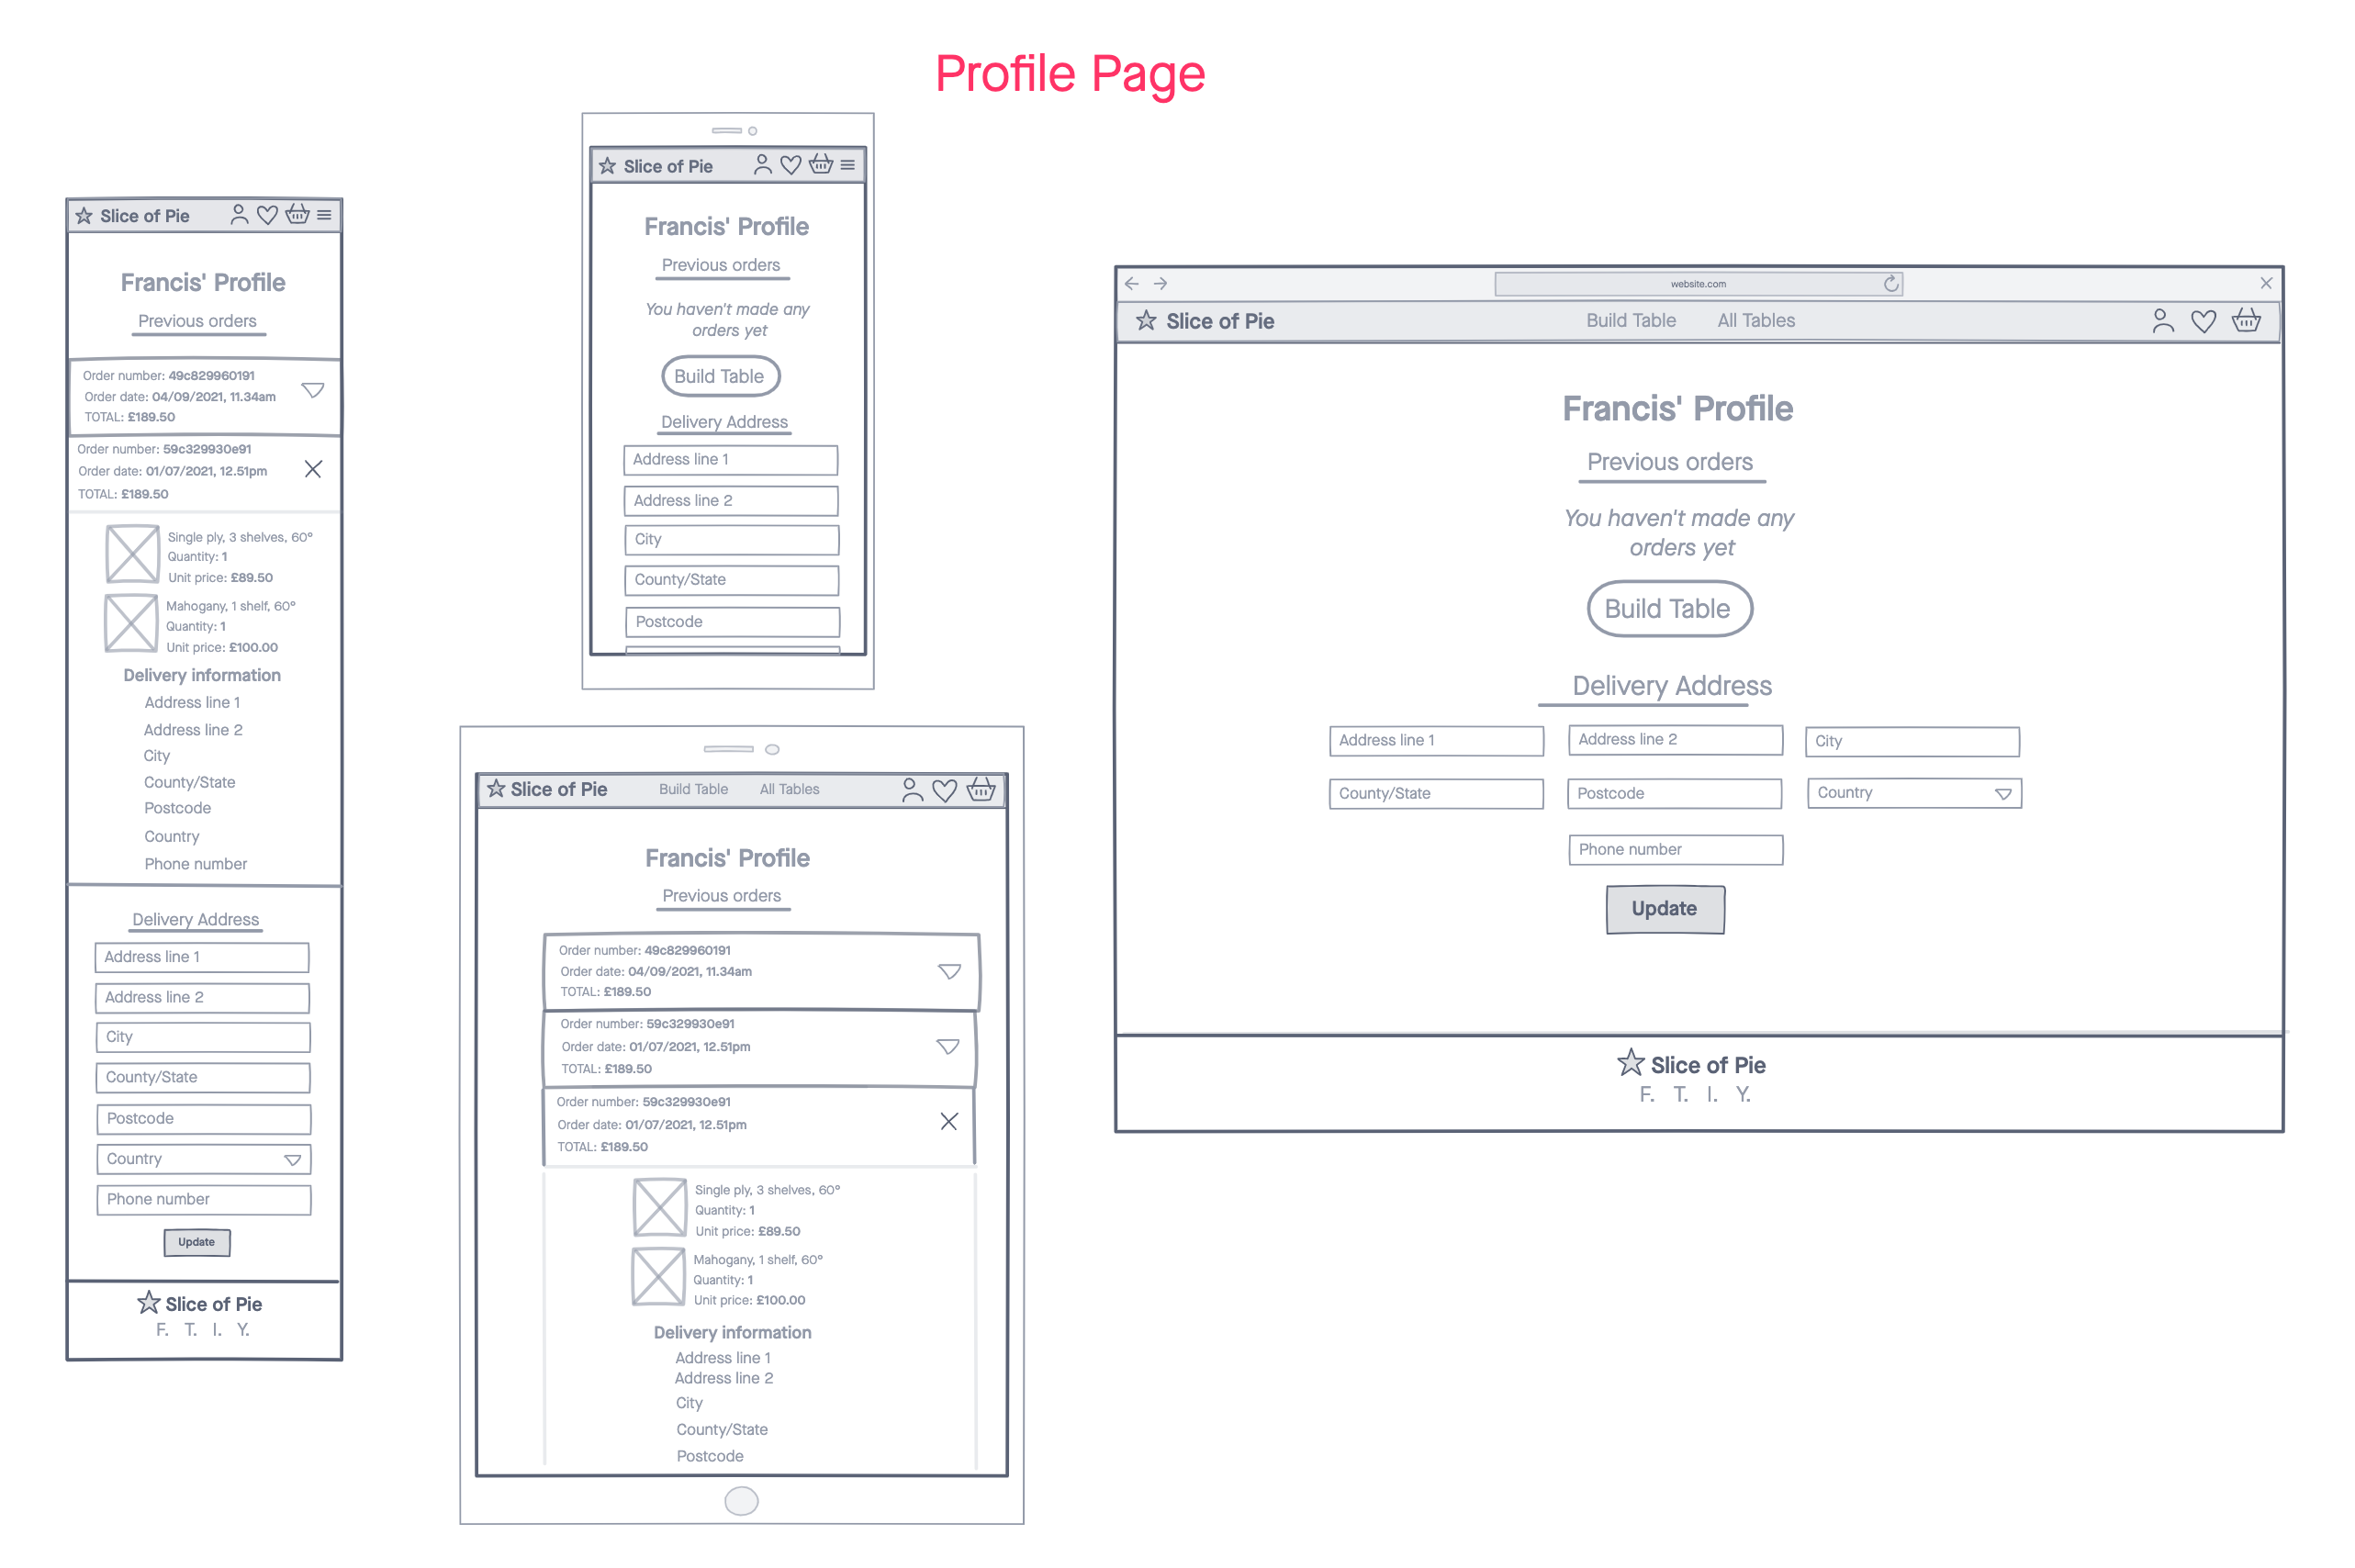 Profile Page
Slice of Pie
Francis' Profile
Previous orders
Order number: 49c829960191
Order date: 04/09/2021, 11.34am
TOTAL: £189.50
Order number: 59c329930e91
Order date: 01/07/2021, 12.51pm
TOTAL: £189.50
Single ply, 3 shelves, 60°
Quantity: 1
Unit price: £89.50
Mahogany, 1 shelf, 60°
Quantity: 1
Unit price: £100.00
Delivery information
Address line 1
Address line 2
City
County/State
Postcode
Country
Phone number
Delivery Address
Address line 1
Address line 2
City
County/State
Postcode
Country
Phone number
Update
Slice of Pie
F. T. I. Y.
Slice of Pie
Francis' Profile
Previous orders
You haven't made any
orders yet
Build Table
Delivery Address
Address line 1
Address line 2
City
County/State
Postcode
Slice of Pie Build Table All Tables
Francis' Profile
Previous orders
Order number: 49c829960191
Order date: 04/09/2021, 11.34am
TOTAL: £189.50
Order number: 59c329930e91
Order date: 01/07/2021, 12.51pm
TOTAL: £189.50
Order number: 59c329930e91
Order date: 01/07/2021, 12.51pm
TOTAL: £189.50
Single ply, 3 shelves, 60°
Quantity: 1
Unit price: £89.50
Mahogany, 1 shelf, 60°
Quantity: 1
Unit price: £100.00
Delivery information
Address line 1
Address line 2
City
County/State
Postcode
website.com
Slice of Pie Build Table All Tables
Francis' Profile
Previous orders
You haven't made any
orders yet
Build Table
Delivery Address
Address line 1 Address line 2 City
County/State Postcode Country
Phone number
Update
Slice of Pie
F. T. I. Y.